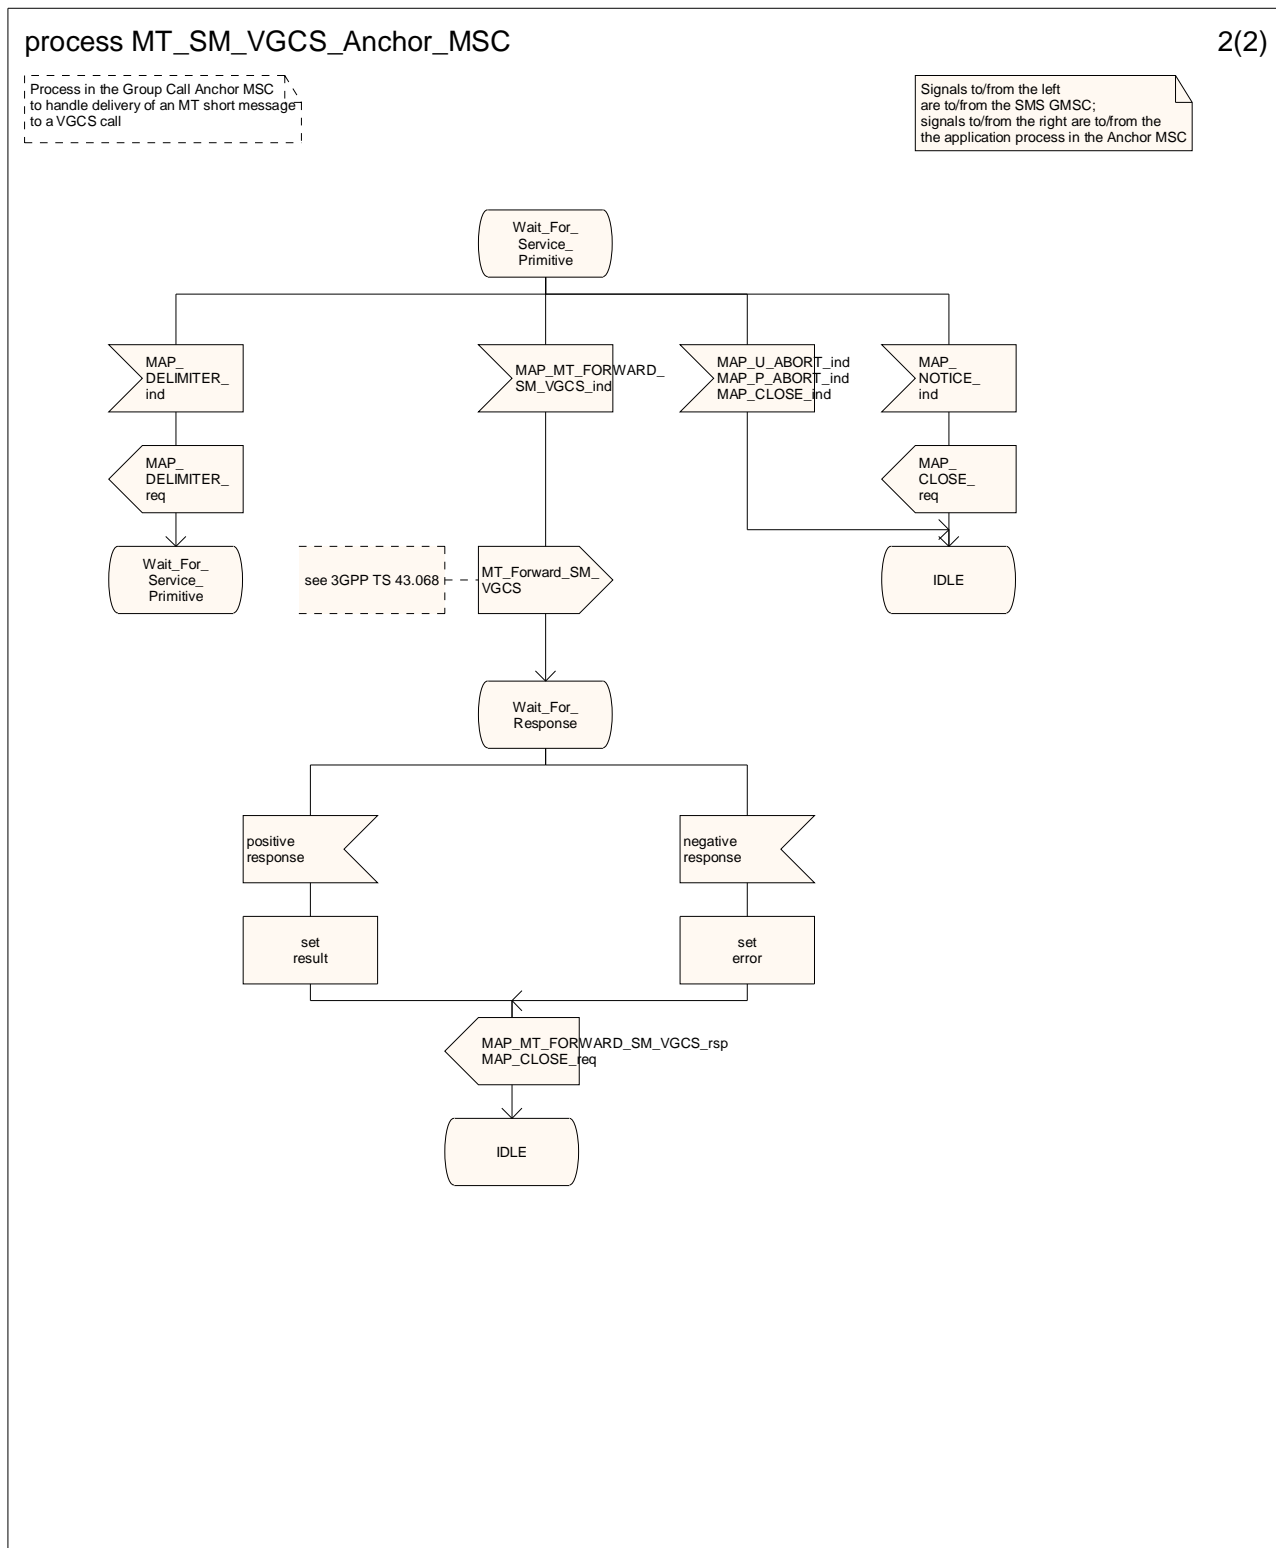 process MT_SM_VGCS_Anchor_MSC
2(2)
Process in the Group Call Anchor MSC
to handle delivery of an MT short message
to a VGCS call
Signals to/from the left
are to/from the SMS GMSC;
signals to/from the right are to/from the
the application process in the Anchor MSC
Wait_For_
Service_
Primitive
MAP_
DELIMITER_
ind
MAP_MT_FORWARD_
SM_VGCS_ind
MAP_U_ABORT_ind
MAP_P_ABORT_ind
MAP_CLOSE_ind
MAP_
NOTICE_
ind
MAP_
DELIMITER_
req
MAP_
CLOSE_
req
Wait_For_
Service_
Primitive
see 3GPP TS 43.068
MT_Forward_SM_
VGCS
IDLE
Wait_For_
Response
positive
response
negative
response
set
result
set
error
MAP_MT_FORWARD_SM_VGCS_rsp
MAP_CLOSE_req
IDLE